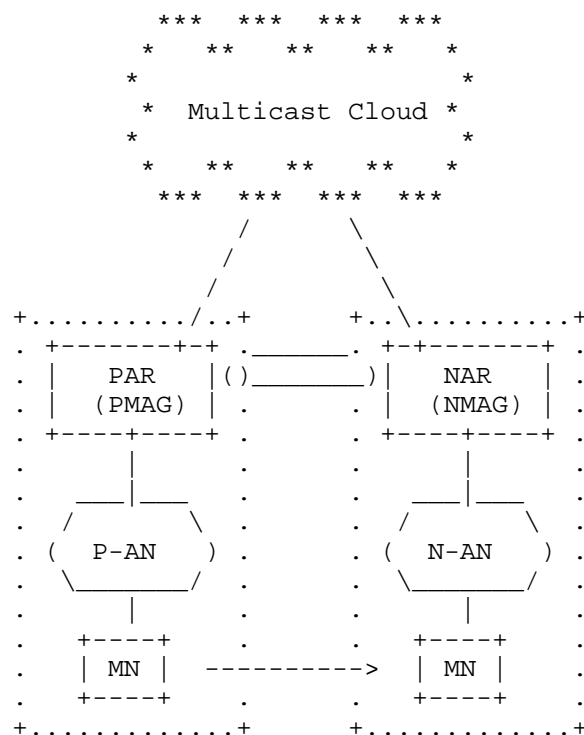 Multicast Cloud
PAR NAR
(PMAG) (NMAG)
P-AN N-AN
MN MN